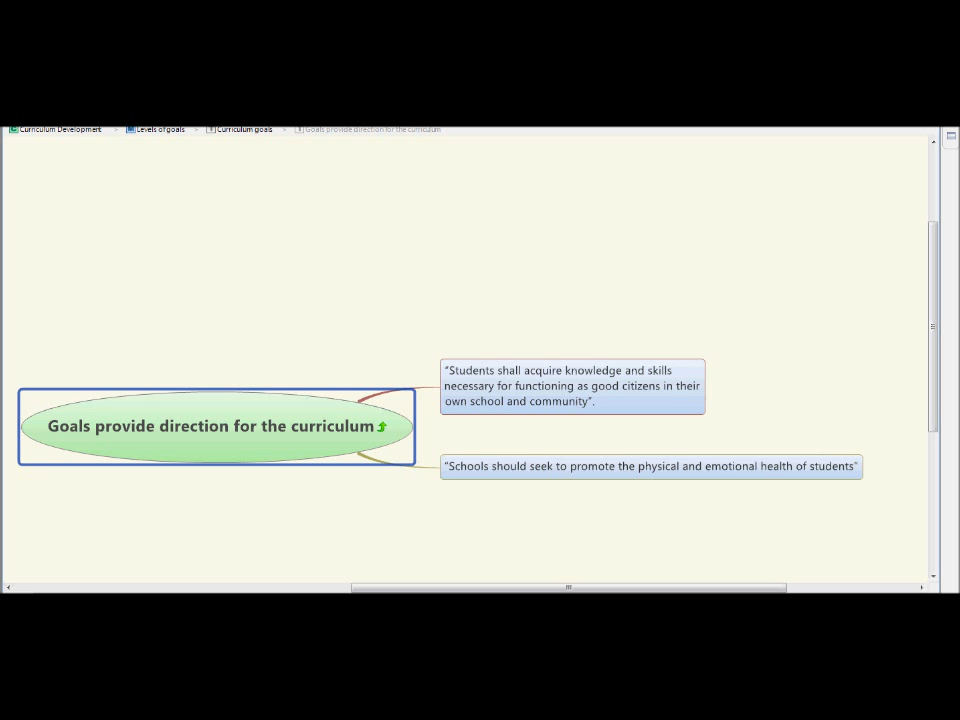 Curriculum Development > Levels of goals > Curriculum goals > Goals provide direction for the curriculum
"Students shall acquire knowledge and skills
necessary for functioning as good citizens in their
own school and community".
Goals provide direction for the curriculum
"Schools should seek to promote the physical and emotional health of students"